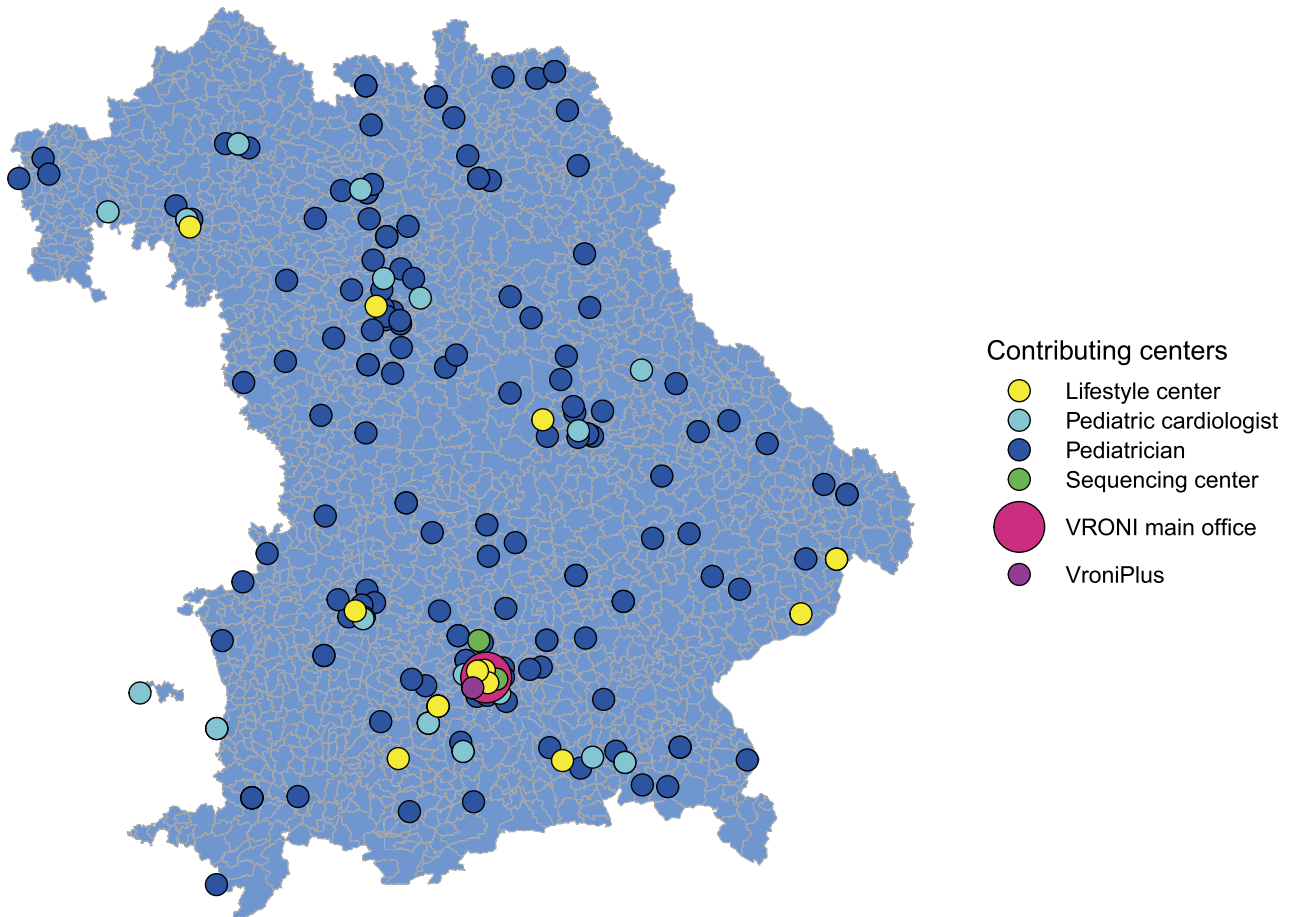 Contributing centers
Lifestyle center
Pediatric cardiologist
Pediatrician
Sequencing center
VRONI main office
VroniPlus